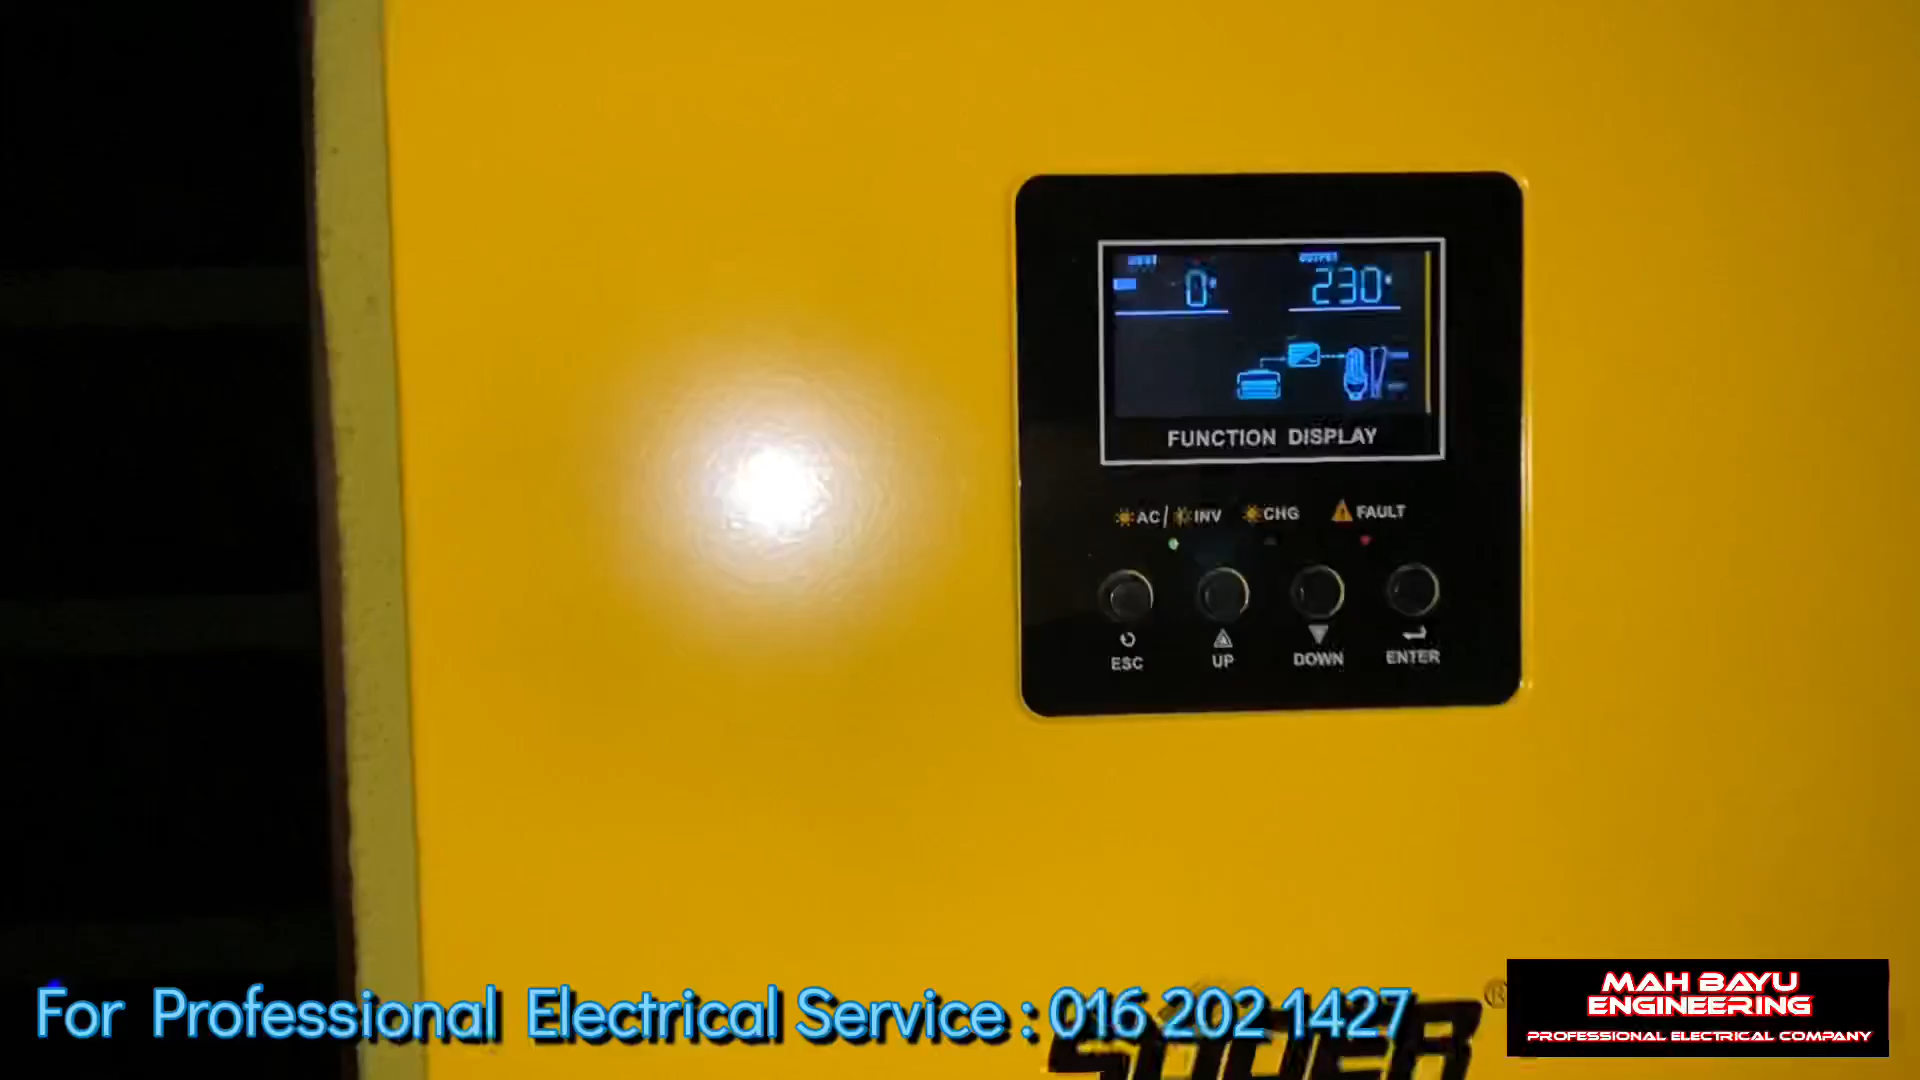 OUTPUT
0 230
FUNCTION DISPLAY
AC/ INV CHG FAULT
ESC UP DOWN ENTER
For Professional Electrical Service : 016 202 1427
MAH BAYU
ENGINEERING
PROFESSIONAL ELECTRICAL COMPANY
®